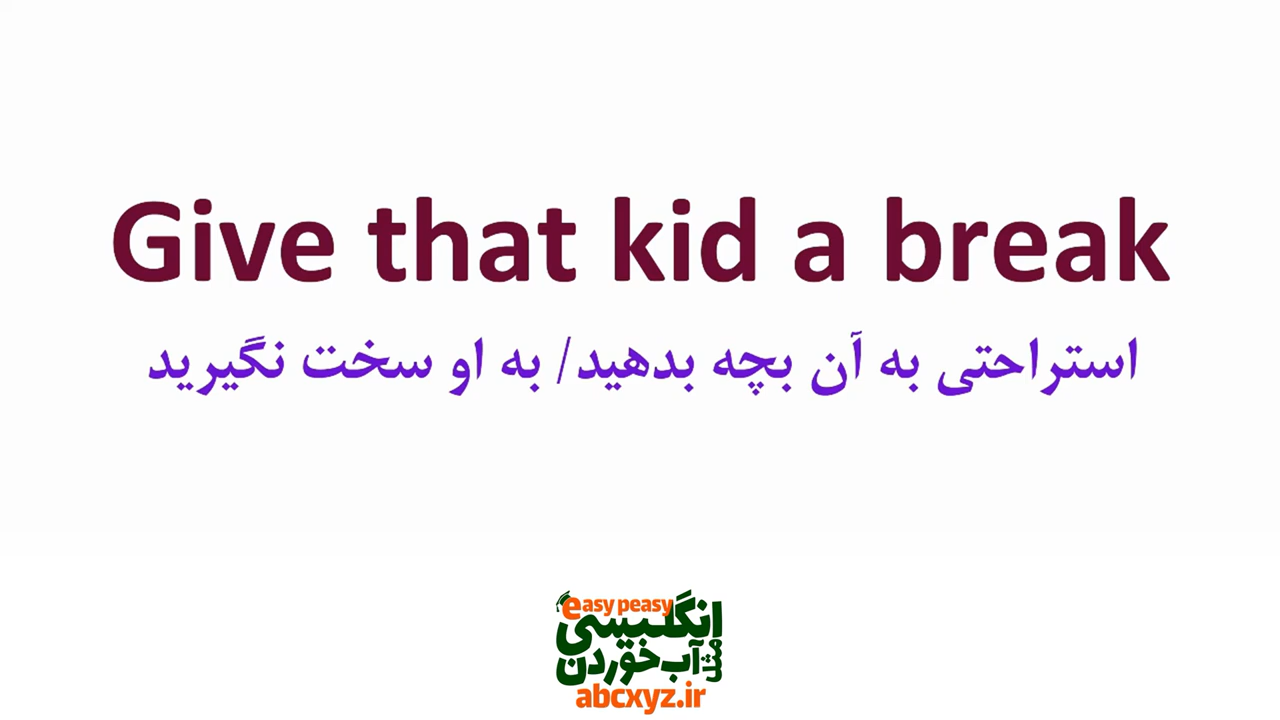 Give that kid a break
استراحتی به آن بچه بدهید/ به او سخت نگیرید
easy peasy
انگلیسی
مثل آب خوردن
abcxyz.ir